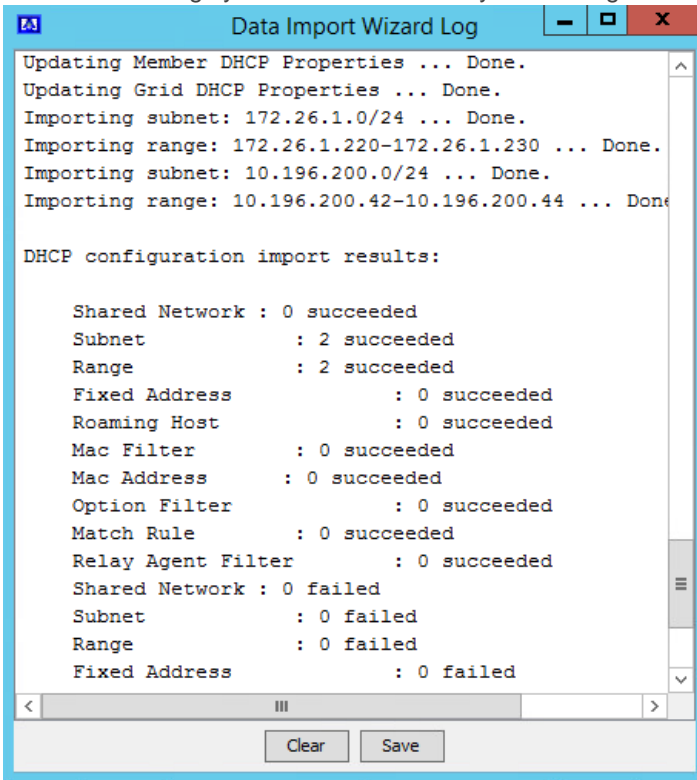 Data Import Wizard Log
Updating Member DHCP Properties ... Done.
Updating Grid DHCP Properties ... Done.
Importing subnet: 172.26.1.0/24 ... Done.
Importing range: 172.26.1.220-172.26.1.230 ... Done.
Importing subnet: 10.196.200.0/24 ... Done.
Importing range: 10.196.200.42-10.196.200.44 ... Done
DHCP configuration import results:
Shared Network : 0 succeeded
Subnet : 2 succeeded
Range : 2 succeeded
Fixed Address : 0 succeeded
Roaming Host : 0 succeeded
Mac Filter : 0 succeeded
Mac Address : 0 succeeded
Option Filter : 0 succeeded
Match Rule : 0 succeeded
Relay Agent Filter : 0 succeeded
Shared Network : 0 failed
Subnet : 0 failed
Range : 0 failed
Fixed Address : 0 failed
Clear Save